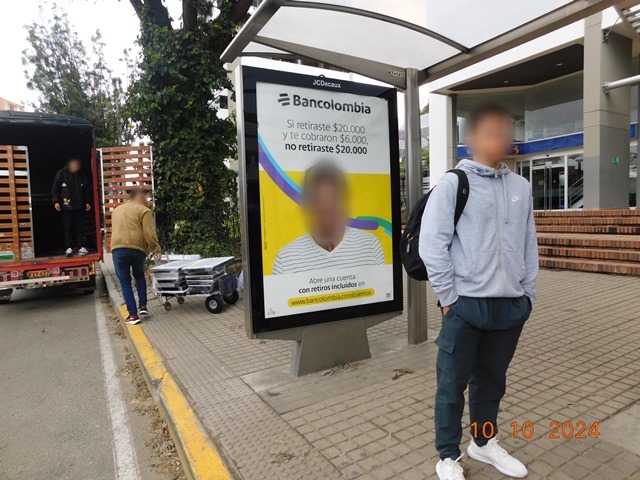 JCDecaux
Bancolombia
Si retiraste $20.000
y te cobraron $6.000,
no retiraste $20.000
Abre una cuenta
con retiros incluidos en
www.bancolombia.com/cuentas
10 10 2024